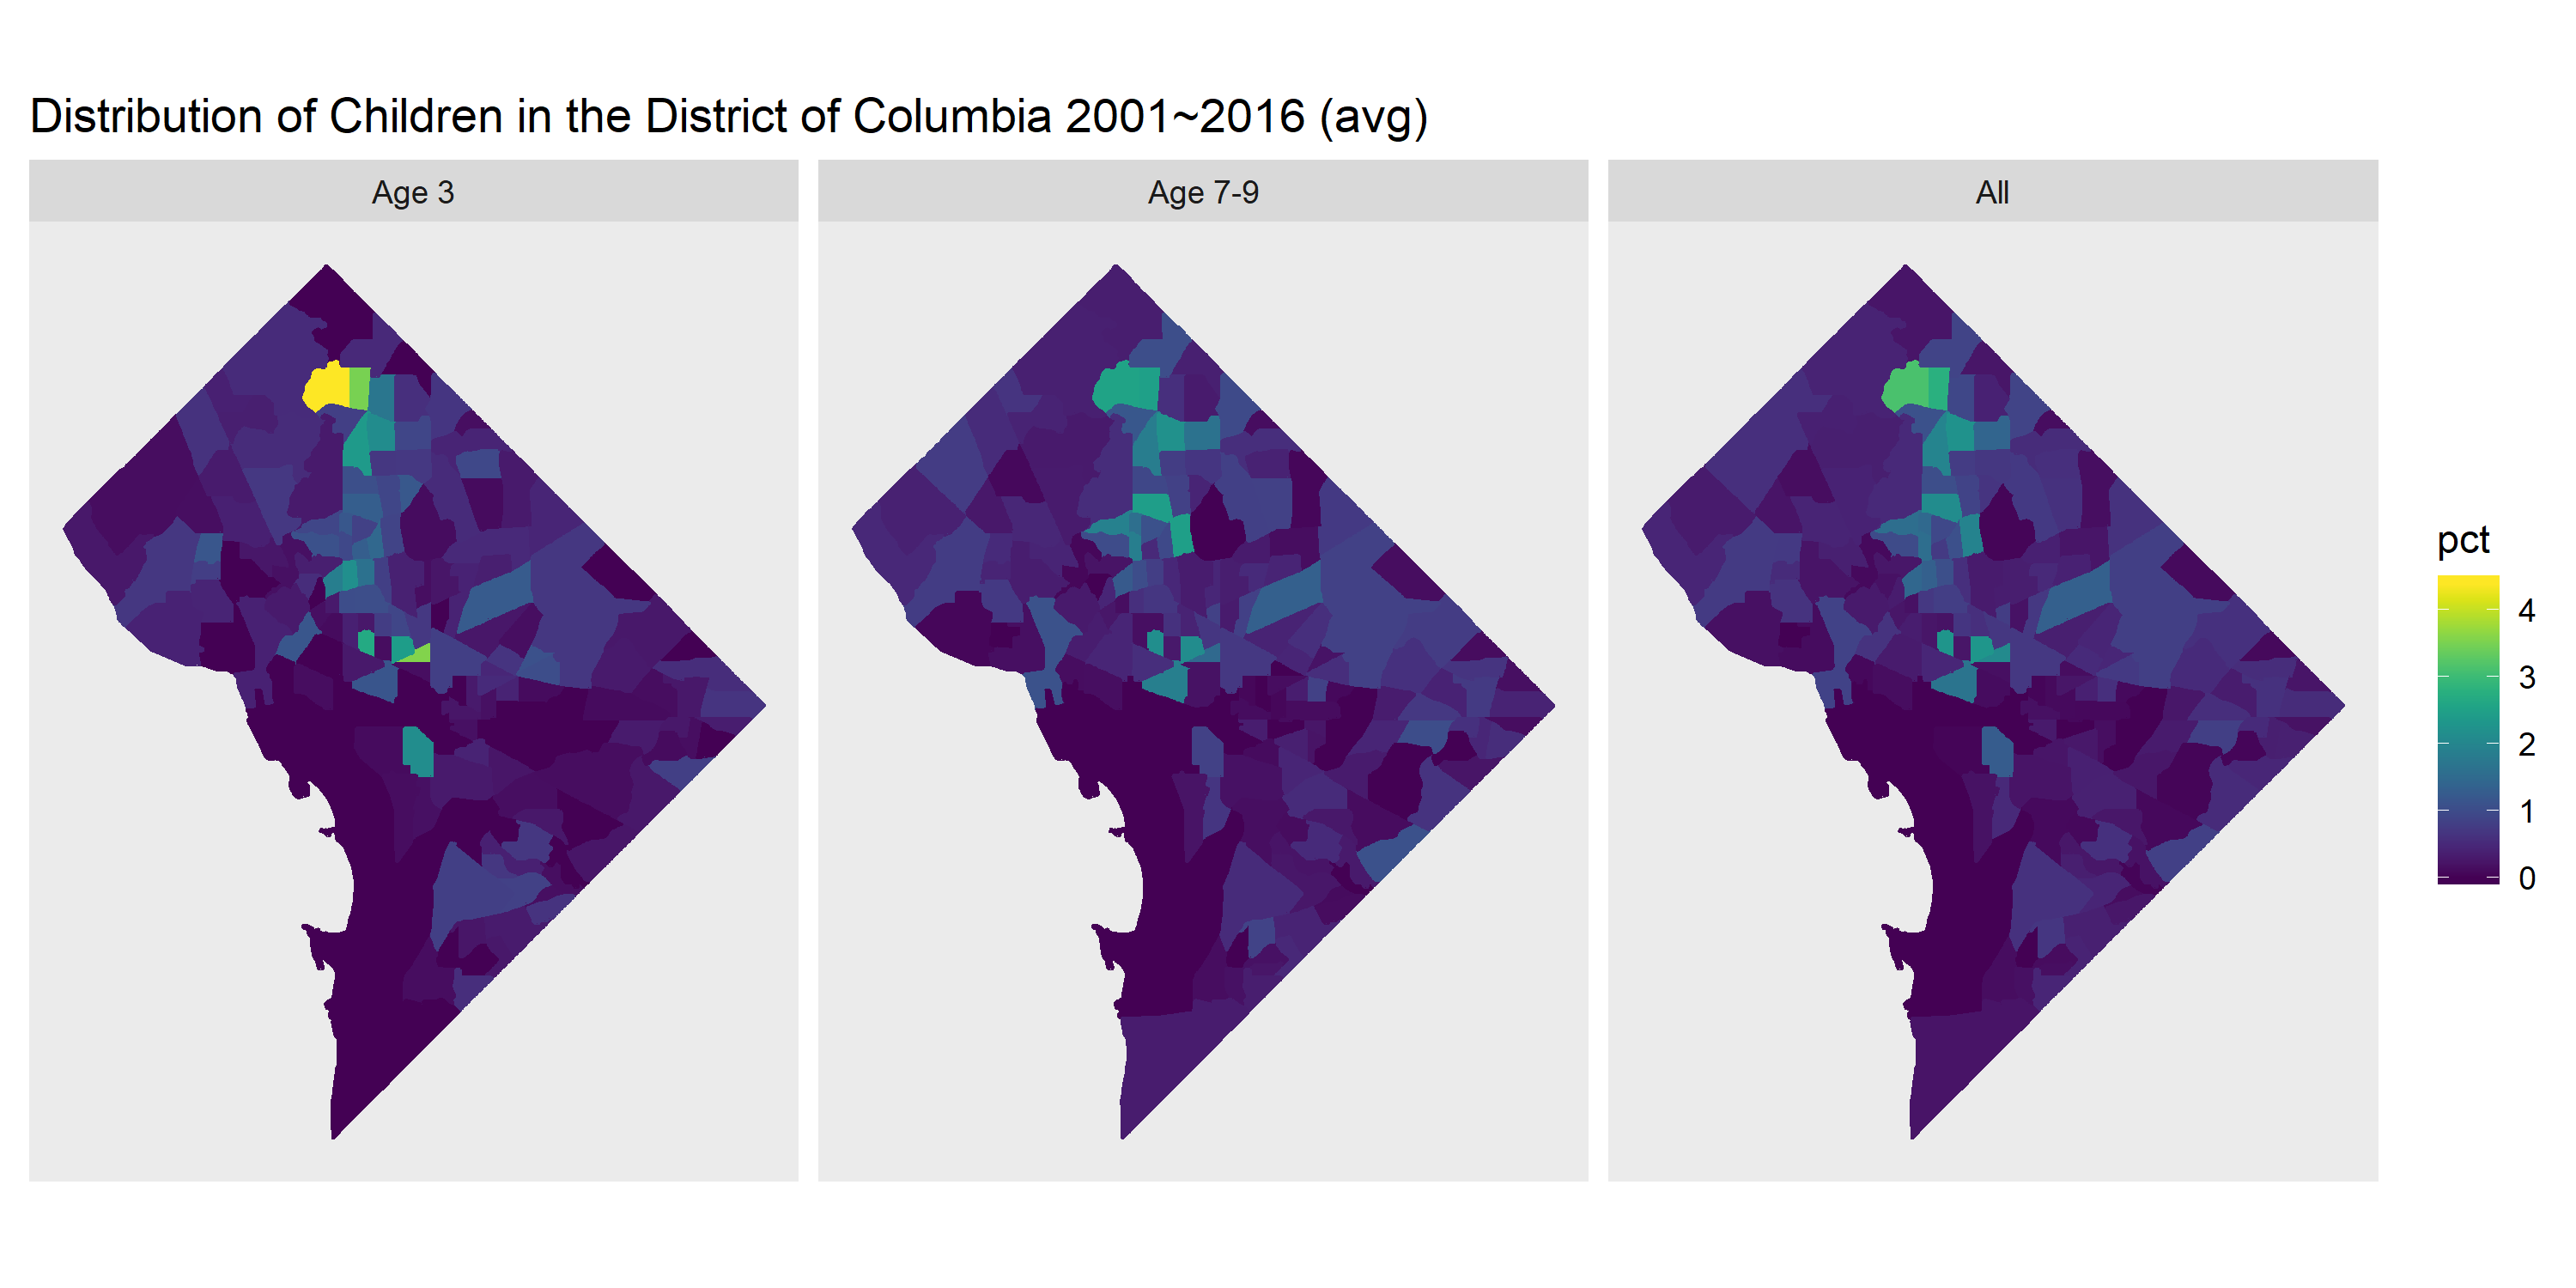 Distribution of Children in the District of Columbia 2001~2016 (avg)
Age 3
Age 7-9
All
pct
4
3
2
1
0